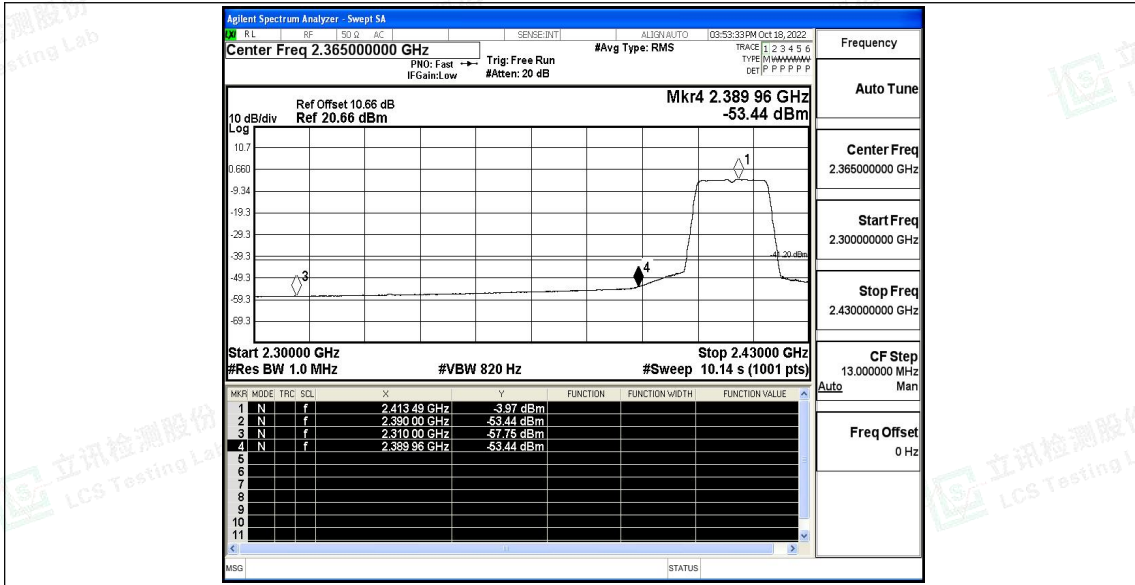 Agilent Spectrum Analyzer - Swept SA
LXI RL RF 50 Ω AC SENSE:INT ALIGN AUTO 03:53:33 PM Oct 18, 2022
Center Freq 2.365000000 GHz
PNO: Fast
IFGain:Low
Trig: Free Run
#Atten: 20 dB
#Avg Type: RMS
TRACE 1 2 3 4 5 6
TYPE M WWWWW
DET P P P P P P
Ref Offset 10.66 dB
10 dB/div Ref 20.66 dBm
Log
Mkr4 2.389 96 GHz
-53.44 dBm
10.7
0.660
-9.34
-19.3
-29.3
-39.3
-49.3
-59.3
-69.3
1
3
4
-41.20 dBm
Start 2.30000 GHz Stop 2.43000 GHz
#Res BW 1.0 MHz #VBW 820 Hz #Sweep 10.14 s (1001 pts)
MKR MODE TRC SCL X Y FUNCTION FUNCTION WIDTH FUNCTION VALUE
1 N f 2.413 49 GHz -3.97 dBm
2 N f 2.390 00 GHz -53.44 dBm
3 N f 2.310 00 GHz -57.75 dBm
4 N f 2.389 96 GHz -53.44 dBm
5
6
7
8
9
10
11
MSG STATUS
Frequency
Auto Tune
Center Freq
2.365000000 GHz
Start Freq
2.300000000 GHz
Stop Freq
2.430000000 GHz
CF Step
13.000000 MHz
Auto Man
Freq Offset
0 Hz
立讯检测股份
LCS Testing Lab
立讯检测股份
LCS Testing L